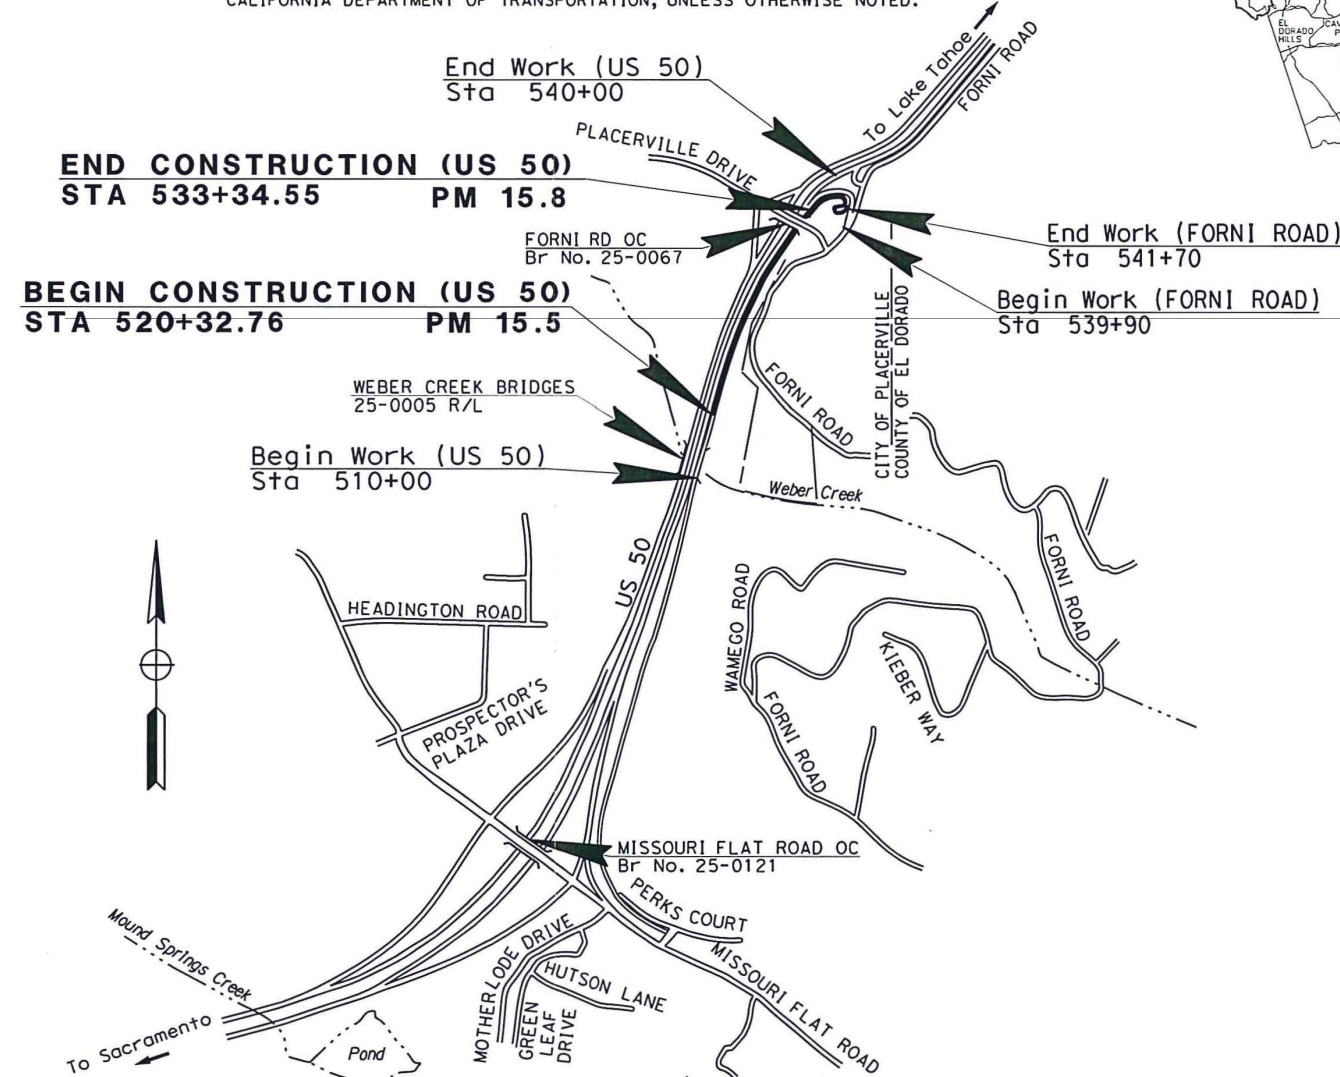 CALIFORNIA DEPARTMENT OF TRANSPORTATION, UNLESS OTHERWISE NOTED.
EL
DORADO
HILLS
To Lake Tahoe
FORNI ROAD
End Work (US 50)
Sta 540+00
PLACERVILLE DRIVE
END CONSTRUCTION (US 50)
STA 533+34.55 PM 15.8
FORNI RD OC
Br No. 25-0067
End Work (FORNI ROAD)
Sta 541+70
BEGIN CONSTRUCTION (US 50)
STA 520+32.76 PM 15.5
Begin Work (FORNI ROAD)
Sta 539+90
CITY OF PLACERVILLE
COUNTY OF EL DORADO
WEBER CREEK BRIDGES
25-0005 R/L
FORNI ROAD
Begin Work (US 50)
Sta 510+00
Weber Creek
US 50
FORNI ROAD
HEADINGTON ROAD
WAMEGO ROAD
KIEBER WAY
PROSPECTOR'S
PLAZA DRIVE
FORNI ROAD
MISSOURI FLAT ROAD OC
Br No. 25-0121
PERKS COURT
Mound Springs Creek
MOTHERLODE DRIVE
HUTSON LANE
MISSOURI FLAT ROAD
GREEN
LEAF
DRIVE
To Sacramento
Pond